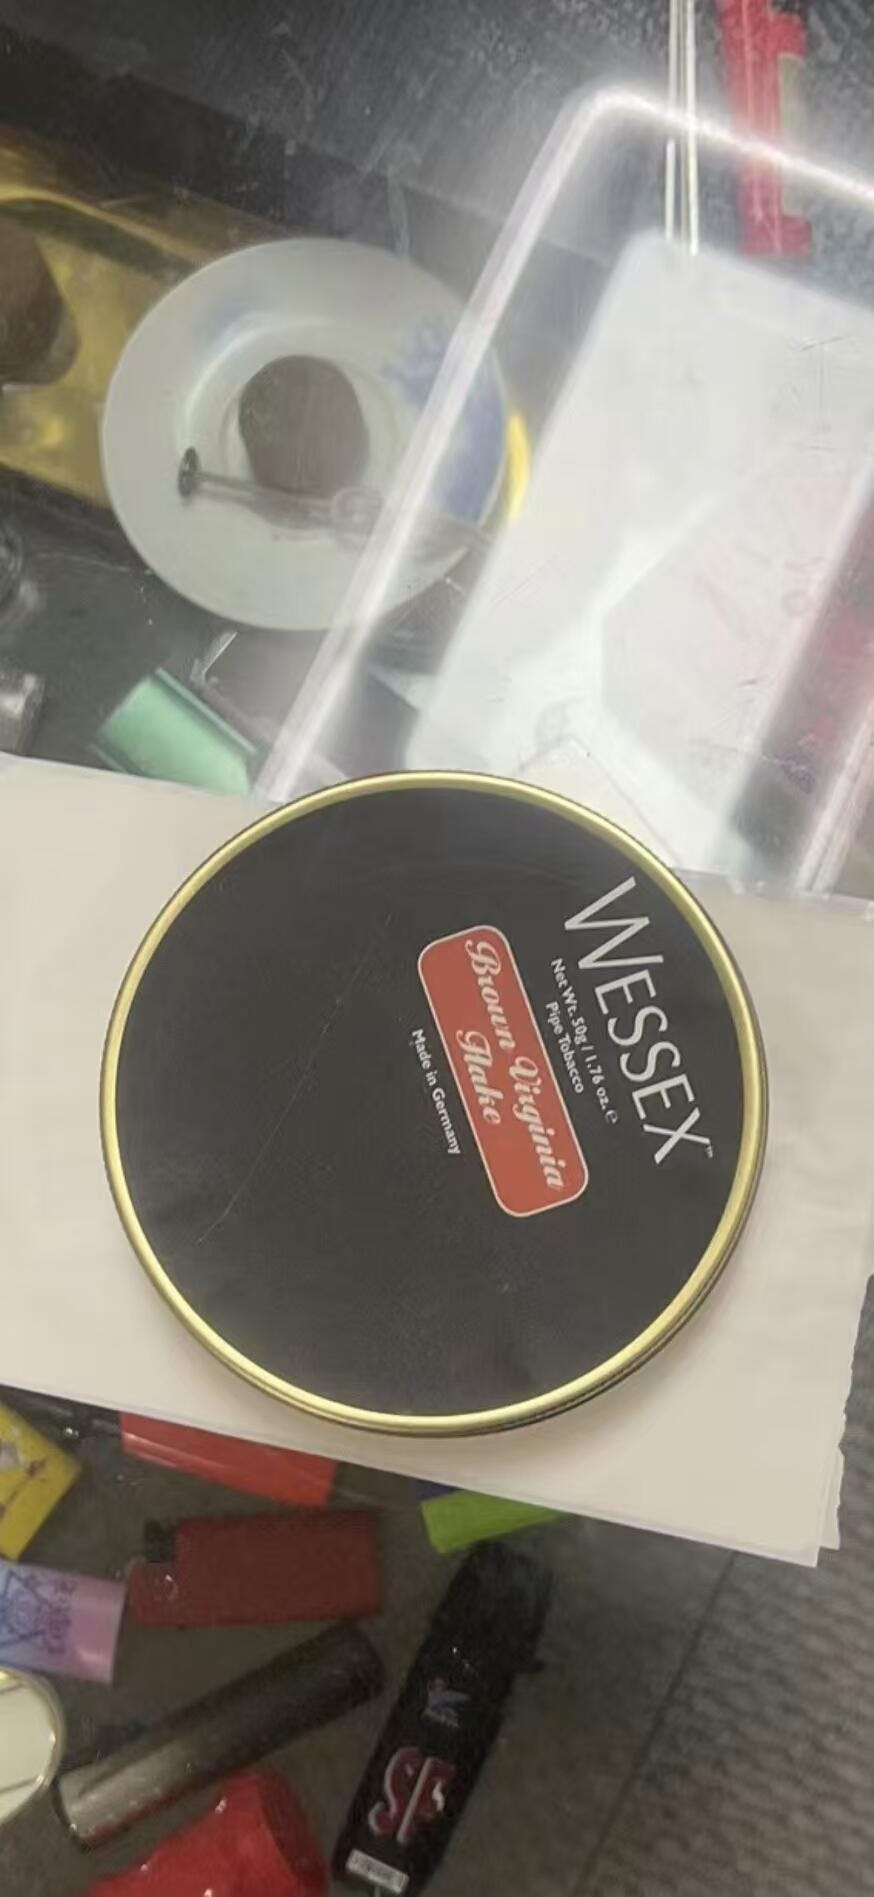 WESSEX™
Net Wt. 50g / 1.76 oz. ℮
Pipe Tobacco
Brown Virginia
Flake
Made in Germany